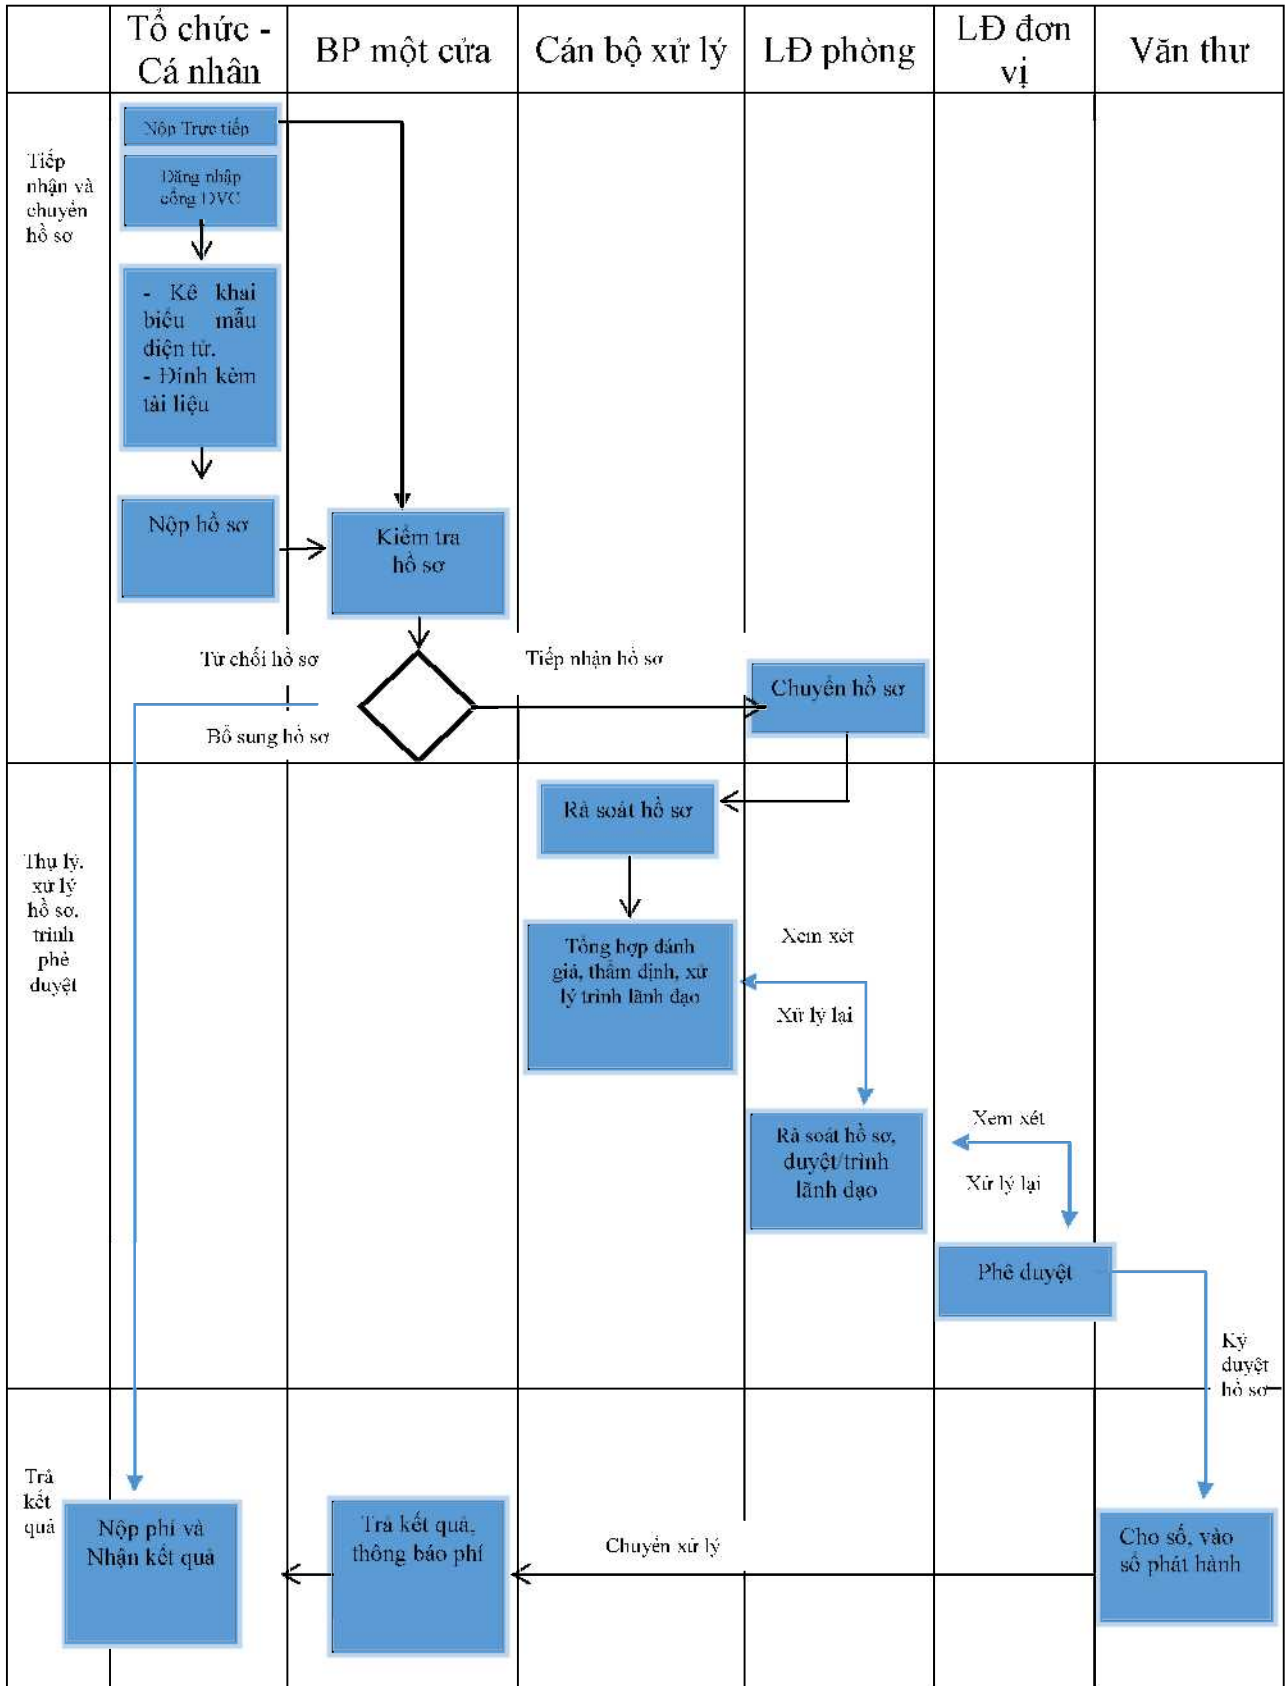 Tổ chức -
Cá nhân
BP một cửa
Cán bộ xử lý
LĐ phòng
LĐ đơn
vị
Văn thư
Tiếp
nhận và
chuyển
hồ sơ
Nộp Trực tiếp
Đăng nhập
cổng DVC
- Kê khai
biểu mẫu
điện tử.
- Đính kèm
tài liệu
Nộp hồ sơ
Kiểm tra
hồ sơ
Từ chối hồ sơ
Tiếp nhận hồ sơ
Chuyển hồ sơ
Bổ sung hồ sơ
Thụ lý,
xử lý
hồ sơ,
trình
phê
duyệt
Rà soát hồ sơ
Tổng hợp đánh
giá, thẩm định, xử
lý trình lãnh đạo
Xem xét
Xử lý lại
Rà soát hồ sơ,
duyệt/trình
lãnh đạo
Xem xét
Xử lý lại
Phê duyệt
Ký
duyệt
hồ sơ
Trả
kết
quả
Nộp phí và
Nhận kết quả
Trả kết quả,
thông báo phí
Chuyển xử lý
Cho số, vào
sổ phát hành